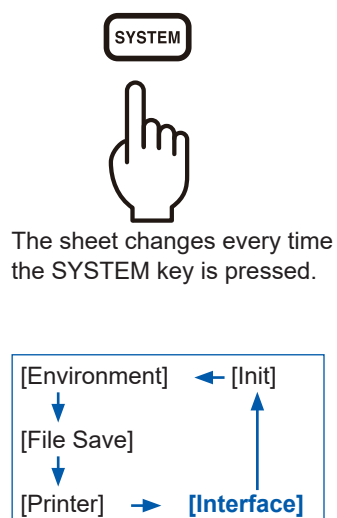 SYSTEM
The sheet changes every time
the SYSTEM key is pressed.
[Environment] [Init]
[File Save]
[Printer] [Interface]